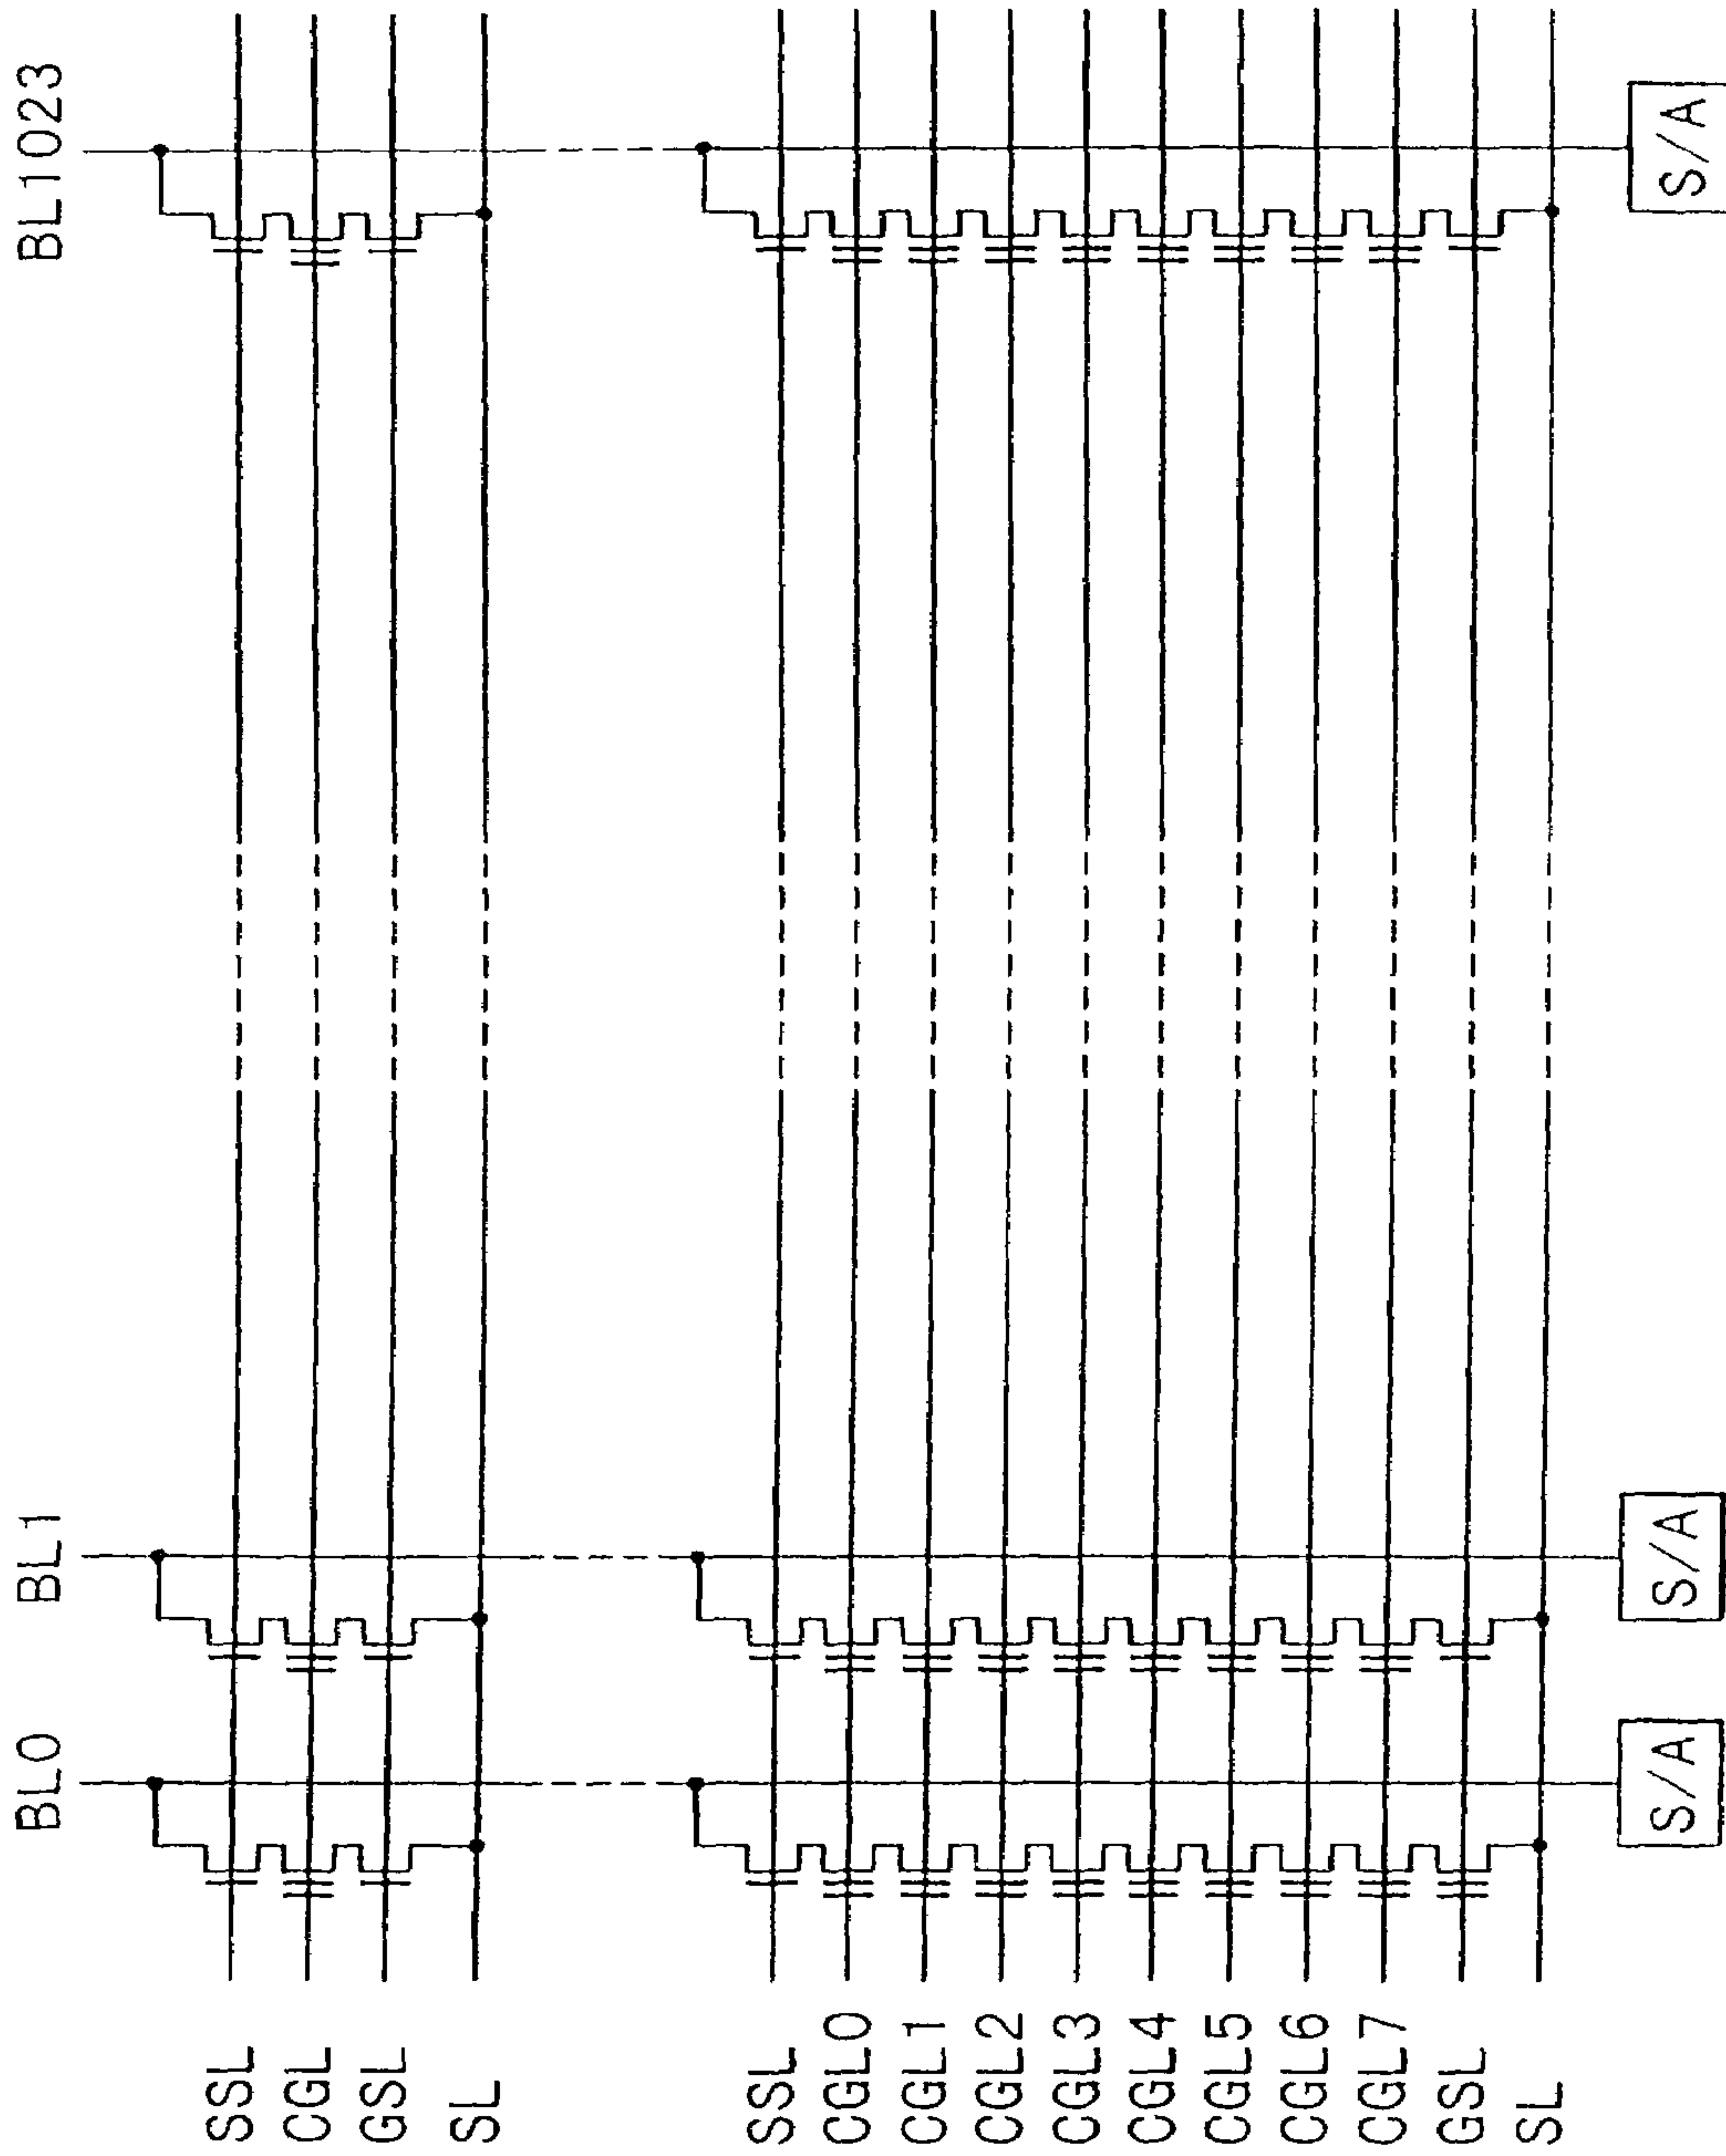 BL0 BL1 BL1023
SSL
CGL
GSL
SL
SSL
CGL0
CGL1
CGL2
CGL3
CGL4
CGL5
CGL6
CGL7
GSL
SL
S/A S/A S/A